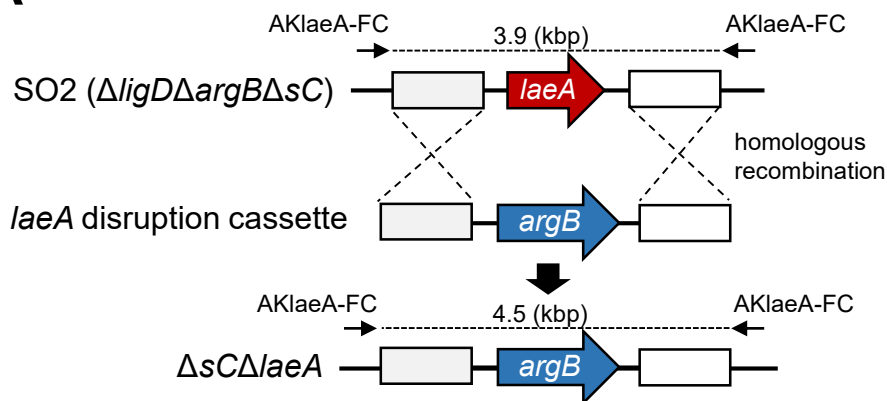 AKlaeA-FC 3.9 (kbp) AKlaeA-FC
SO2 (ΔligDΔargBΔsC) laeA
homologous
recombination
laeA disruption cassette argB
AKlaeA-FC 4.5 (kbp) AKlaeA-FC
ΔsCΔlaeA argB